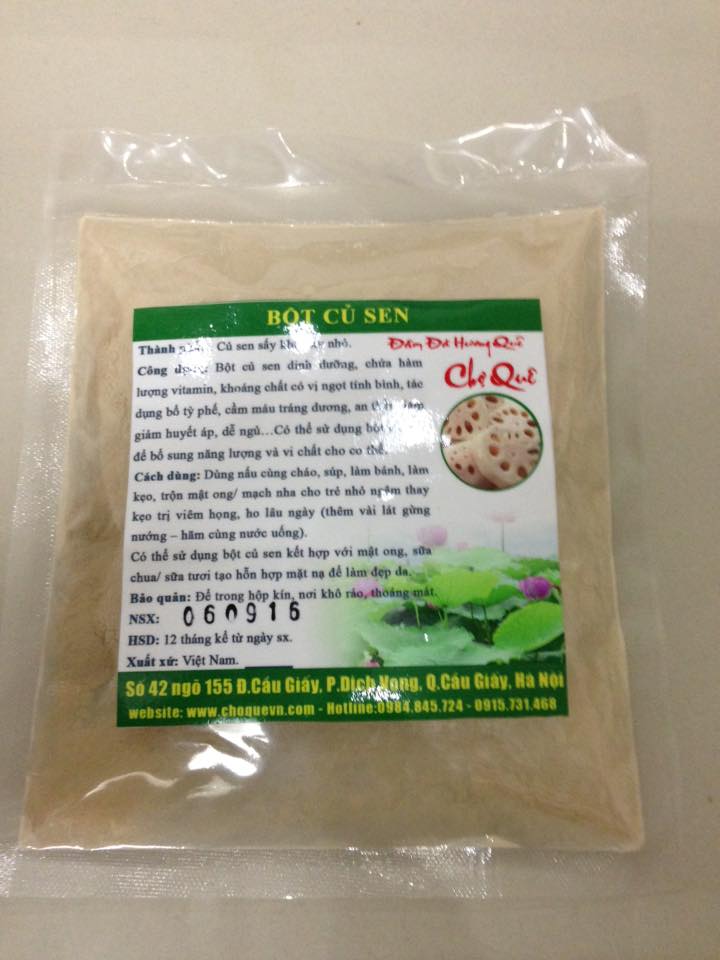 BỘT CỦ SEN
Thành Củ sen sấy nhỏ.
Đậm Đà Hương Quê
Chợ Quê
Công dụng: Bột củ sen dinh dưỡng, chứa hàm
lượng vitamin, khoáng chất có vị ngọt tính bình, tác
dụng bổ tỳ phế, cầm máu tráng dương, an
giảm huyết áp, dễ ngủ...Có thể sử dụng bột
để bổ sung năng lượng và vi chất cho cơ thể.
Cách dùng: Dùng nấu cùng cháo, súp, làm bánh, làm
kẹo, trộn mật ong/ mạch nha cho trẻ nhỏ ngậm thay
kẹo trị viêm họng, ho lâu ngày (thêm vài lát gừng
nướng – hãm cùng nước uống).
Có thể sử dụng bột củ sen kết hợp với mật ong, sữa
chua/ sữa tươi tạo hỗn hợp mặt nạ để làm đẹp da.
Bảo quản: Để trong hộp kín, nơi khô ráo, thoáng mát.
NSX: 060916
HSD: 12 tháng kể từ ngày sx.
Xuất xứ: Việt Nam.
Số 42 ngõ 155 Đ.Cầu Giấy, P.Dịch Vọng, Q.Cầu Giấy, Hà Nội
website: www.choquevn.com - Hotline:0984.845.724 - 0915.731.468